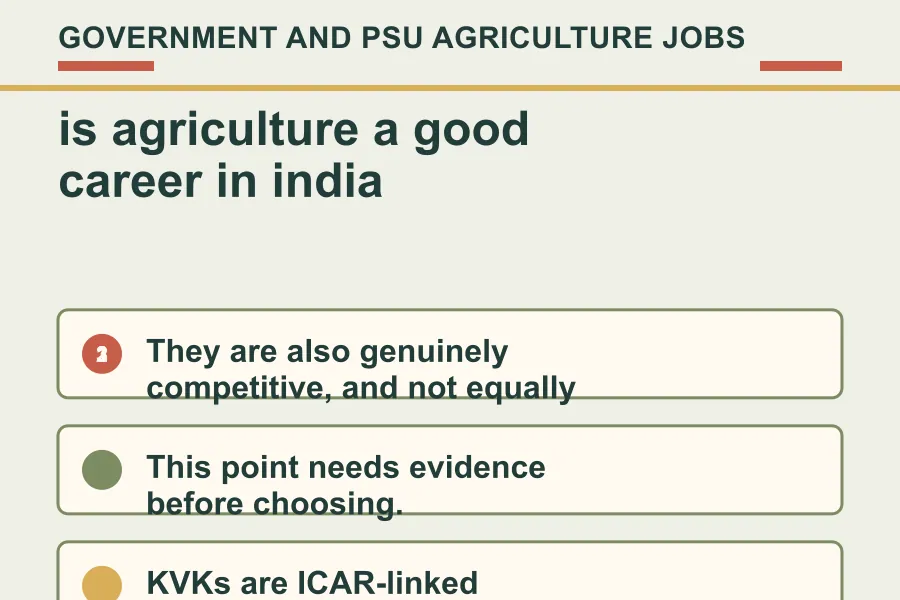 GOVERNMENT AND PSU AGRICULTURE JOBS
is agriculture a good
career in india
They are also genuinely
competitive, and not equally
This point needs evidence
before choosing.
KVKs are ICAR-linked